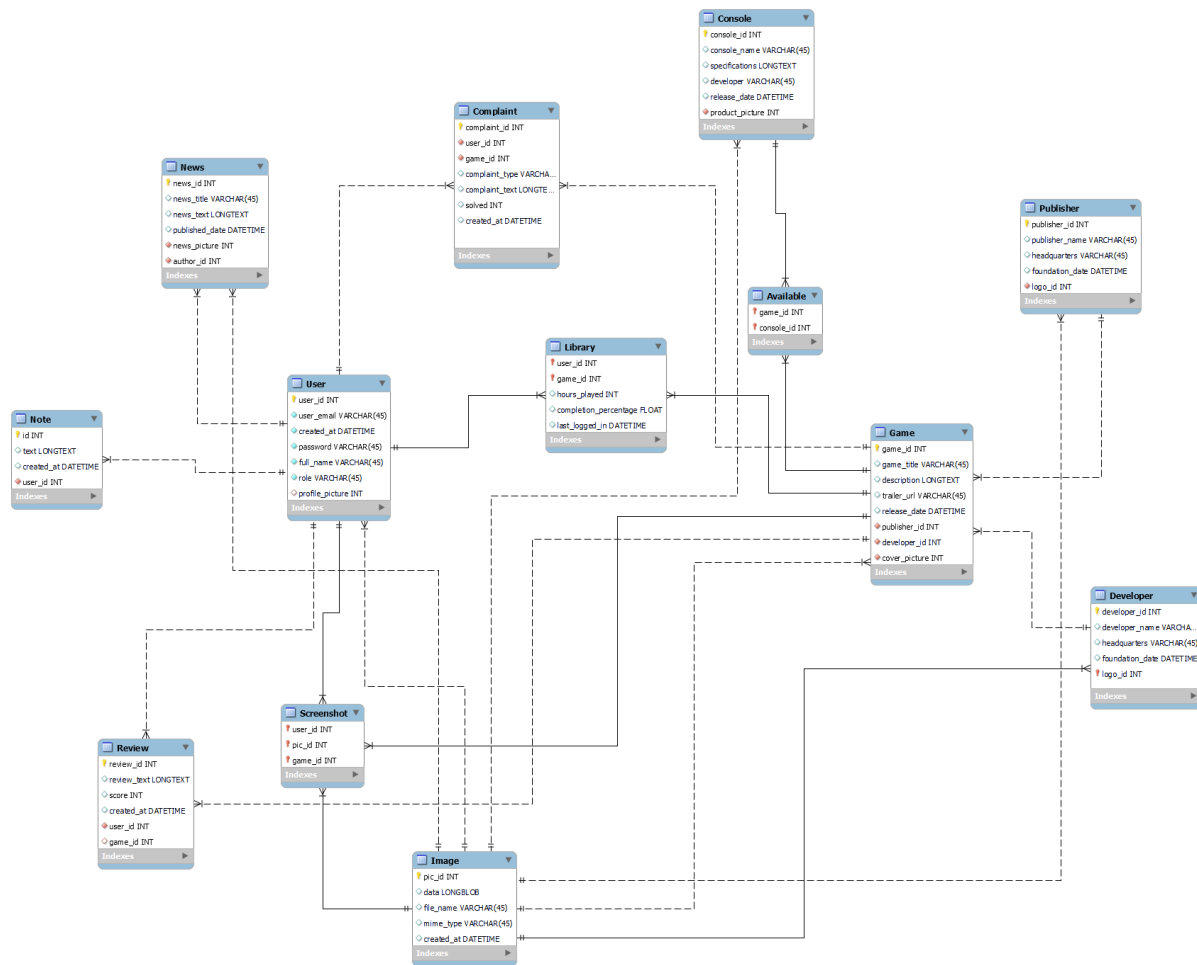 Console
console_id INT
console_name VARCHAR(45)
specifications LONGTEXT
developer VARCHAR(45)
release_date DATETIME
product_picture INT
Indexes
Complaint
complaint_id INT
user_id INT
game_id INT
complaint_type VARCHA...
complaint_text LONGTE...
solved INT
created_at DATETIME
Indexes
News
news_id INT
news_title VARCHAR(45)
news_text LONGTEXT
published_date DATETIME
news_picture INT
author_id INT
Indexes
Publisher
publisher_id INT
publisher_name VARCHAR(45)
headquarters VARCHAR(45)
foundation_date DATETIME
logo_id INT
Indexes
Available
game_id INT
console_id INT
Indexes
Library
user_id INT
game_id INT
hours_played INT
completion_percentage FLOAT
last_logged_in DATETIME
Indexes
User
user_id INT
user_email VARCHAR(45)
created_at DATETIME
password VARCHAR(45)
full_name VARCHAR(45)
role VARCHAR(45)
profile_picture INT
Indexes
Note
id INT
text LONGTEXT
created_at DATETIME
user_id INT
Indexes
Game
game_id INT
game_title VARCHAR(45)
description LONGTEXT
trailer_url VARCHAR(45)
release_date DATETIME
publisher_id INT
developer_id INT
cover_picture INT
Indexes
Developer
developer_id INT
developer_name VARCHA...
headquarters VARCHAR(45)
foundation_date DATETIME
logo_id INT
Indexes
Screenshot
user_id INT
pic_id INT
game_id INT
Indexes
Review
review_id INT
review_text LONGTEXT
score INT
created_at DATETIME
user_id INT
game_id INT
Indexes
Image
pic_id INT
data LONGBLOB
file_name VARCHAR(45)
mime_type VARCHAR(45)
created_at DATETIME
Indexes